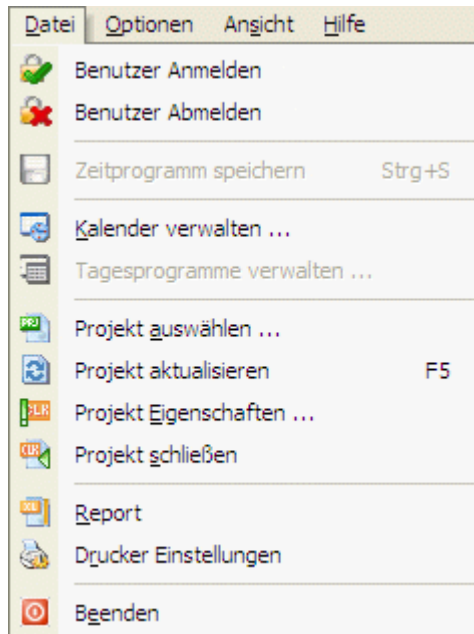 Datei Optionen Ansicht Hilfe
Benutzer Anmelden
Benutzer Abmelden
Zeitprogramm speichern Strg+S
Kalender verwalten ...
Tagesprogramme verwalten ...
Projekt auswählen ...
Projekt aktualisieren F5
Projekt Eigenschaften ...
Projekt schließen
Report
Drucker Einstellungen
Beenden